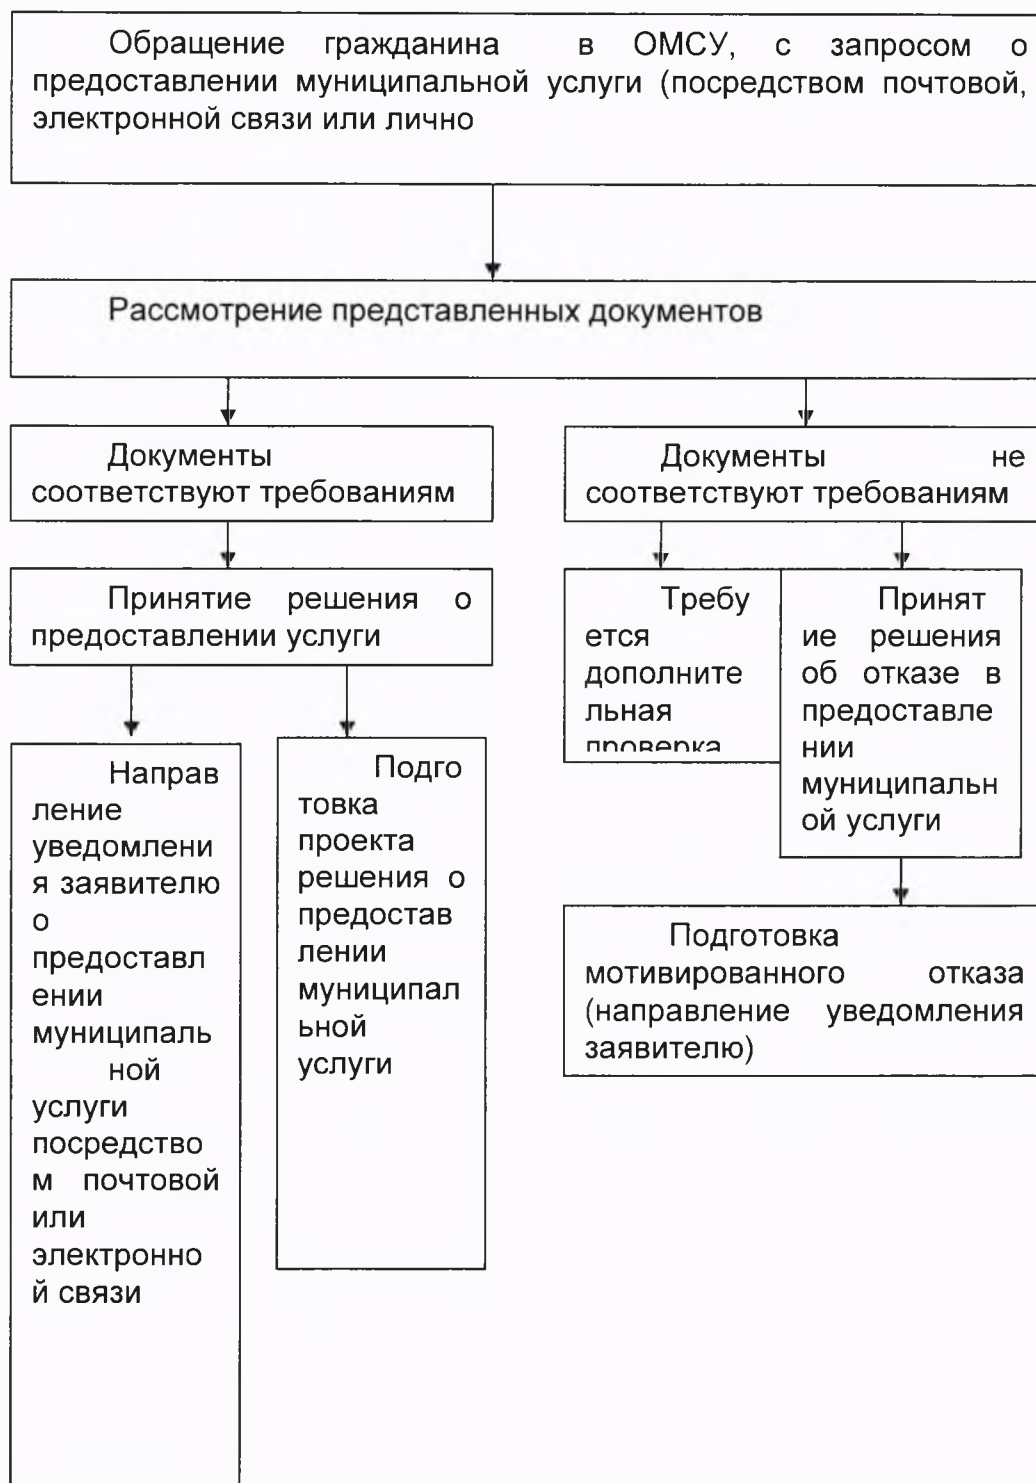 Обращение гражданина в ОМСУ, с запросом о
предоставлении муниципальной услуги (посредством почтовой,
электронной связи или лично
Рассмотрение представленных документов
Документы
соответствуют требованиям
Документы не
соответствуют требованиям
Принятие решения о
предоставлении услуги
Требу
ется
дополните
льная
проверка
Принят
ие решения
об отказе в
предоставле
нии
муниципальн
ой услуги
Направ
ление
уведомлени
я заявителю
о
предоставл
ении
муниципаль
ной
услуги
посредство
м почтовой
или
электронно
й связи
Подго
товка
проекта
решения о
предостав
лении
муниципал
ьной
услуги
Подготовка
мотивированного отказа
(направление уведомления
заявителю)